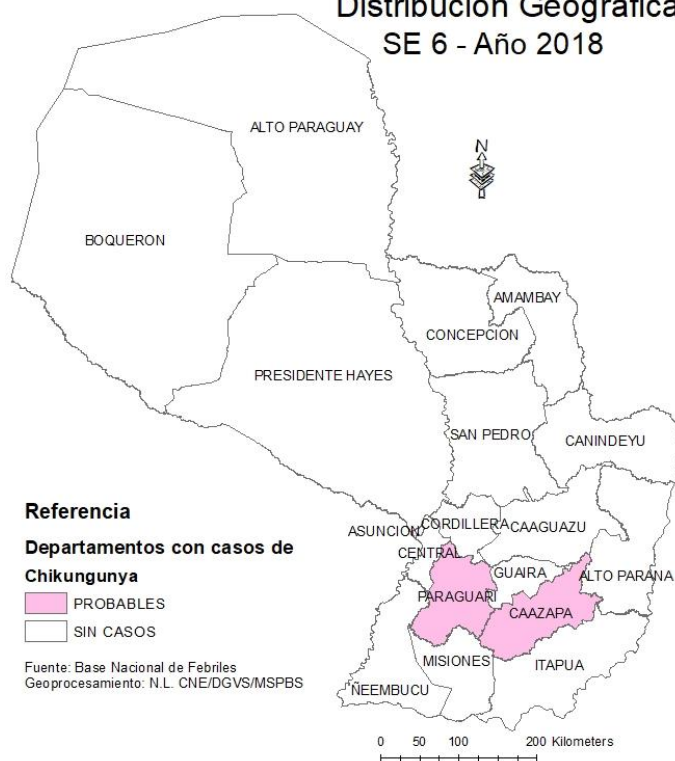 Distribución Geográfica
SE 6 - Año 2018
N
ALTO PARAGUAY
BOQUERON
AMAMBAY
CONCEPCION
PRESIDENTE HAYES
SAN PEDRO
CANINDEYU
ASUNCION
CORDILLERA
CAAGUAZU
CENTRAL
GUAIRA
ALTO PARANA
PARAGUARI
CAAZAPA
MISIONES
ITAPUA
ÑEEMBUCU
Referencia
Departamentos con casos de
Chikungunya
PROBABLES
SIN CASOS
Fuente: Base Nacional de Febriles
Geoprocesamiento: N.L. CNE/DGVS/MSPBS
0 50 100 200 Kilometers